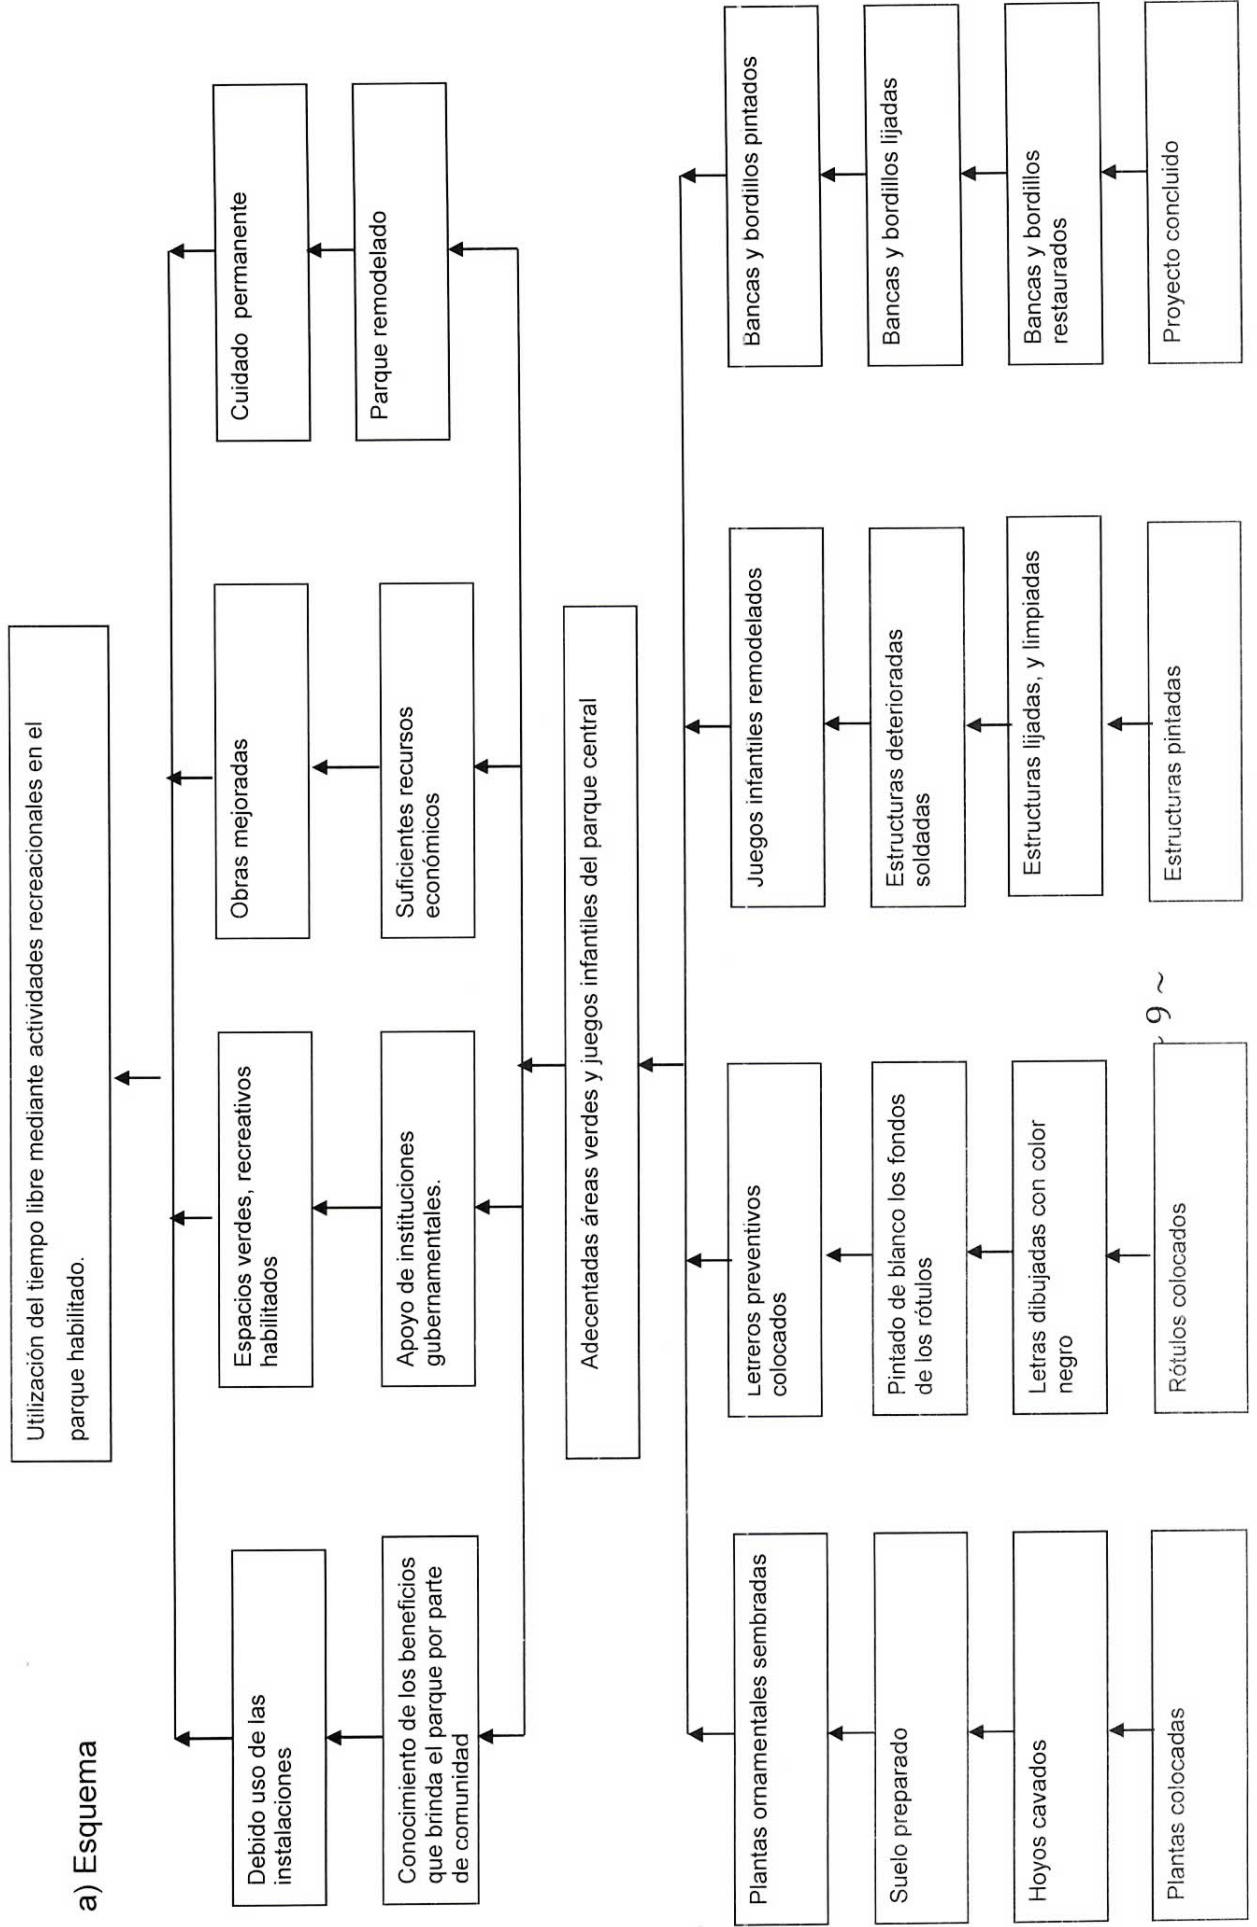 a) Esquema
Utilización del tiempo libre mediante actividades recreacionales en el
parque habilitado.
Debido uso de las
instalaciones
Espacios verdes, recreativos
habilitados
Obras mejoradas
Cuidado permanente
Conocimiento de los beneficios
que brinda el parque por parte
de comunidad
Apoyo de instituciones
gubernamentales.
Suficientes recursos
económicos
Parque remodelado
Adecentadas áreas verdes y juegos infantiles del parque central
Plantas ornamentales sembradas
Letreros preventivos
colocados
Juegos infantiles remodelados
Bancas y bordillos pintados
Suelo preparado
Pintado de blanco los fondos
de los rótulos
Estructuras deterioradas
soldadas
Bancas y bordillos lijadas
Hoyos cavados
Letras dibujadas con color
negro
Estructuras lijadas, y limpiadas
Bancas y bordillos
restaurados
Plantas colocadas
Rótulos colocados
Estructuras pintadas
Proyecto concluido
~ 9 ~